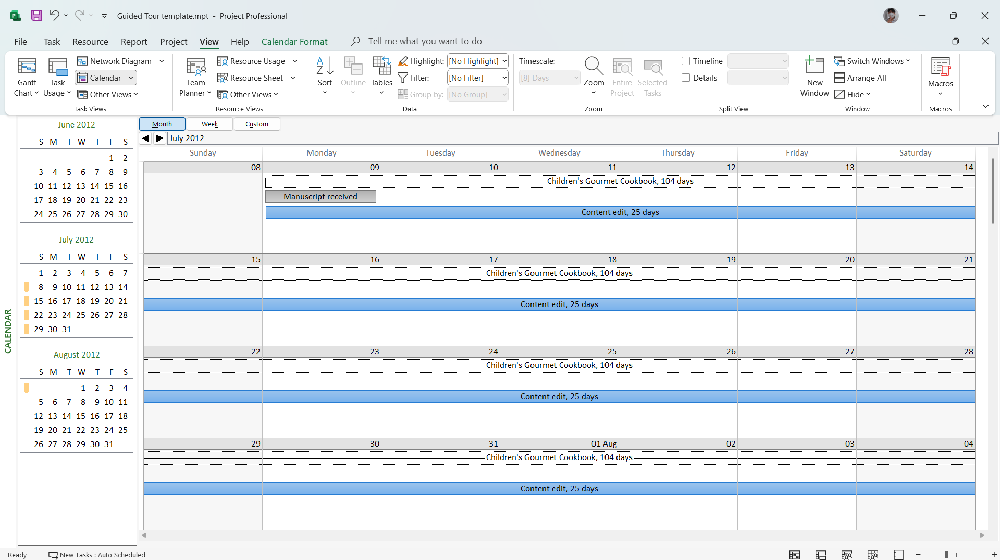 Guided Tour template.mpt - Project Professional
File Task Resource Report Project View Help Calendar Format Tell me what you want to do
Gantt Chart
Task Usage
Network Diagram
Calendar
Other Views
Task Views
Team Planner
Resource Usage
Resource Sheet
Other Views
Resource Views
Sort
Outline
Tables
Highlight: [No Highlight]
Filter: [No Filter]
Group by: [No Group]
Data
Timescale:
[8] Days
Zoom
Entire Project
Selected Tasks
Zoom
Timeline
Details
Split View
New Window
Switch Windows
Arrange All
Hide
Window
Macros
Macros
CALENDAR
June 2012
S M T W T F S
1 2
3 4 5 6 7 8 9
10 11 12 13 14 15 16
17 18 19 20 21 22 23
24 25 26 27 28 29 30
July 2012
S M T W T F S
1 2 3 4 5 6 7
8 9 10 11 12 13 14
15 16 17 18 19 20 21
22 23 24 25 26 27 28
29 30 31
August 2012
S M T W T F S
1 2 3 4
5 6 7 8 9 10 11
12 13 14 15 16 17 18
19 20 21 22 23 24 25
26 27 28 29 30 31
Month Week Custom
July 2012
Sunday Monday Tuesday Wednesday Thursday Friday Saturday
08 09 10 11 12 13 14
Children's Gourmet Cookbook, 104 days
Manuscript received
Content edit, 25 days
15 16 17 18 19 20 21
Children's Gourmet Cookbook, 104 days
Content edit, 25 days
22 23 24 25 26 27 28
Children's Gourmet Cookbook, 104 days
Content edit, 25 days
29 30 31 01 Aug 02 03 04
Children's Gourmet Cookbook, 104 days
Content edit, 25 days
Ready New Tasks : Auto Scheduled